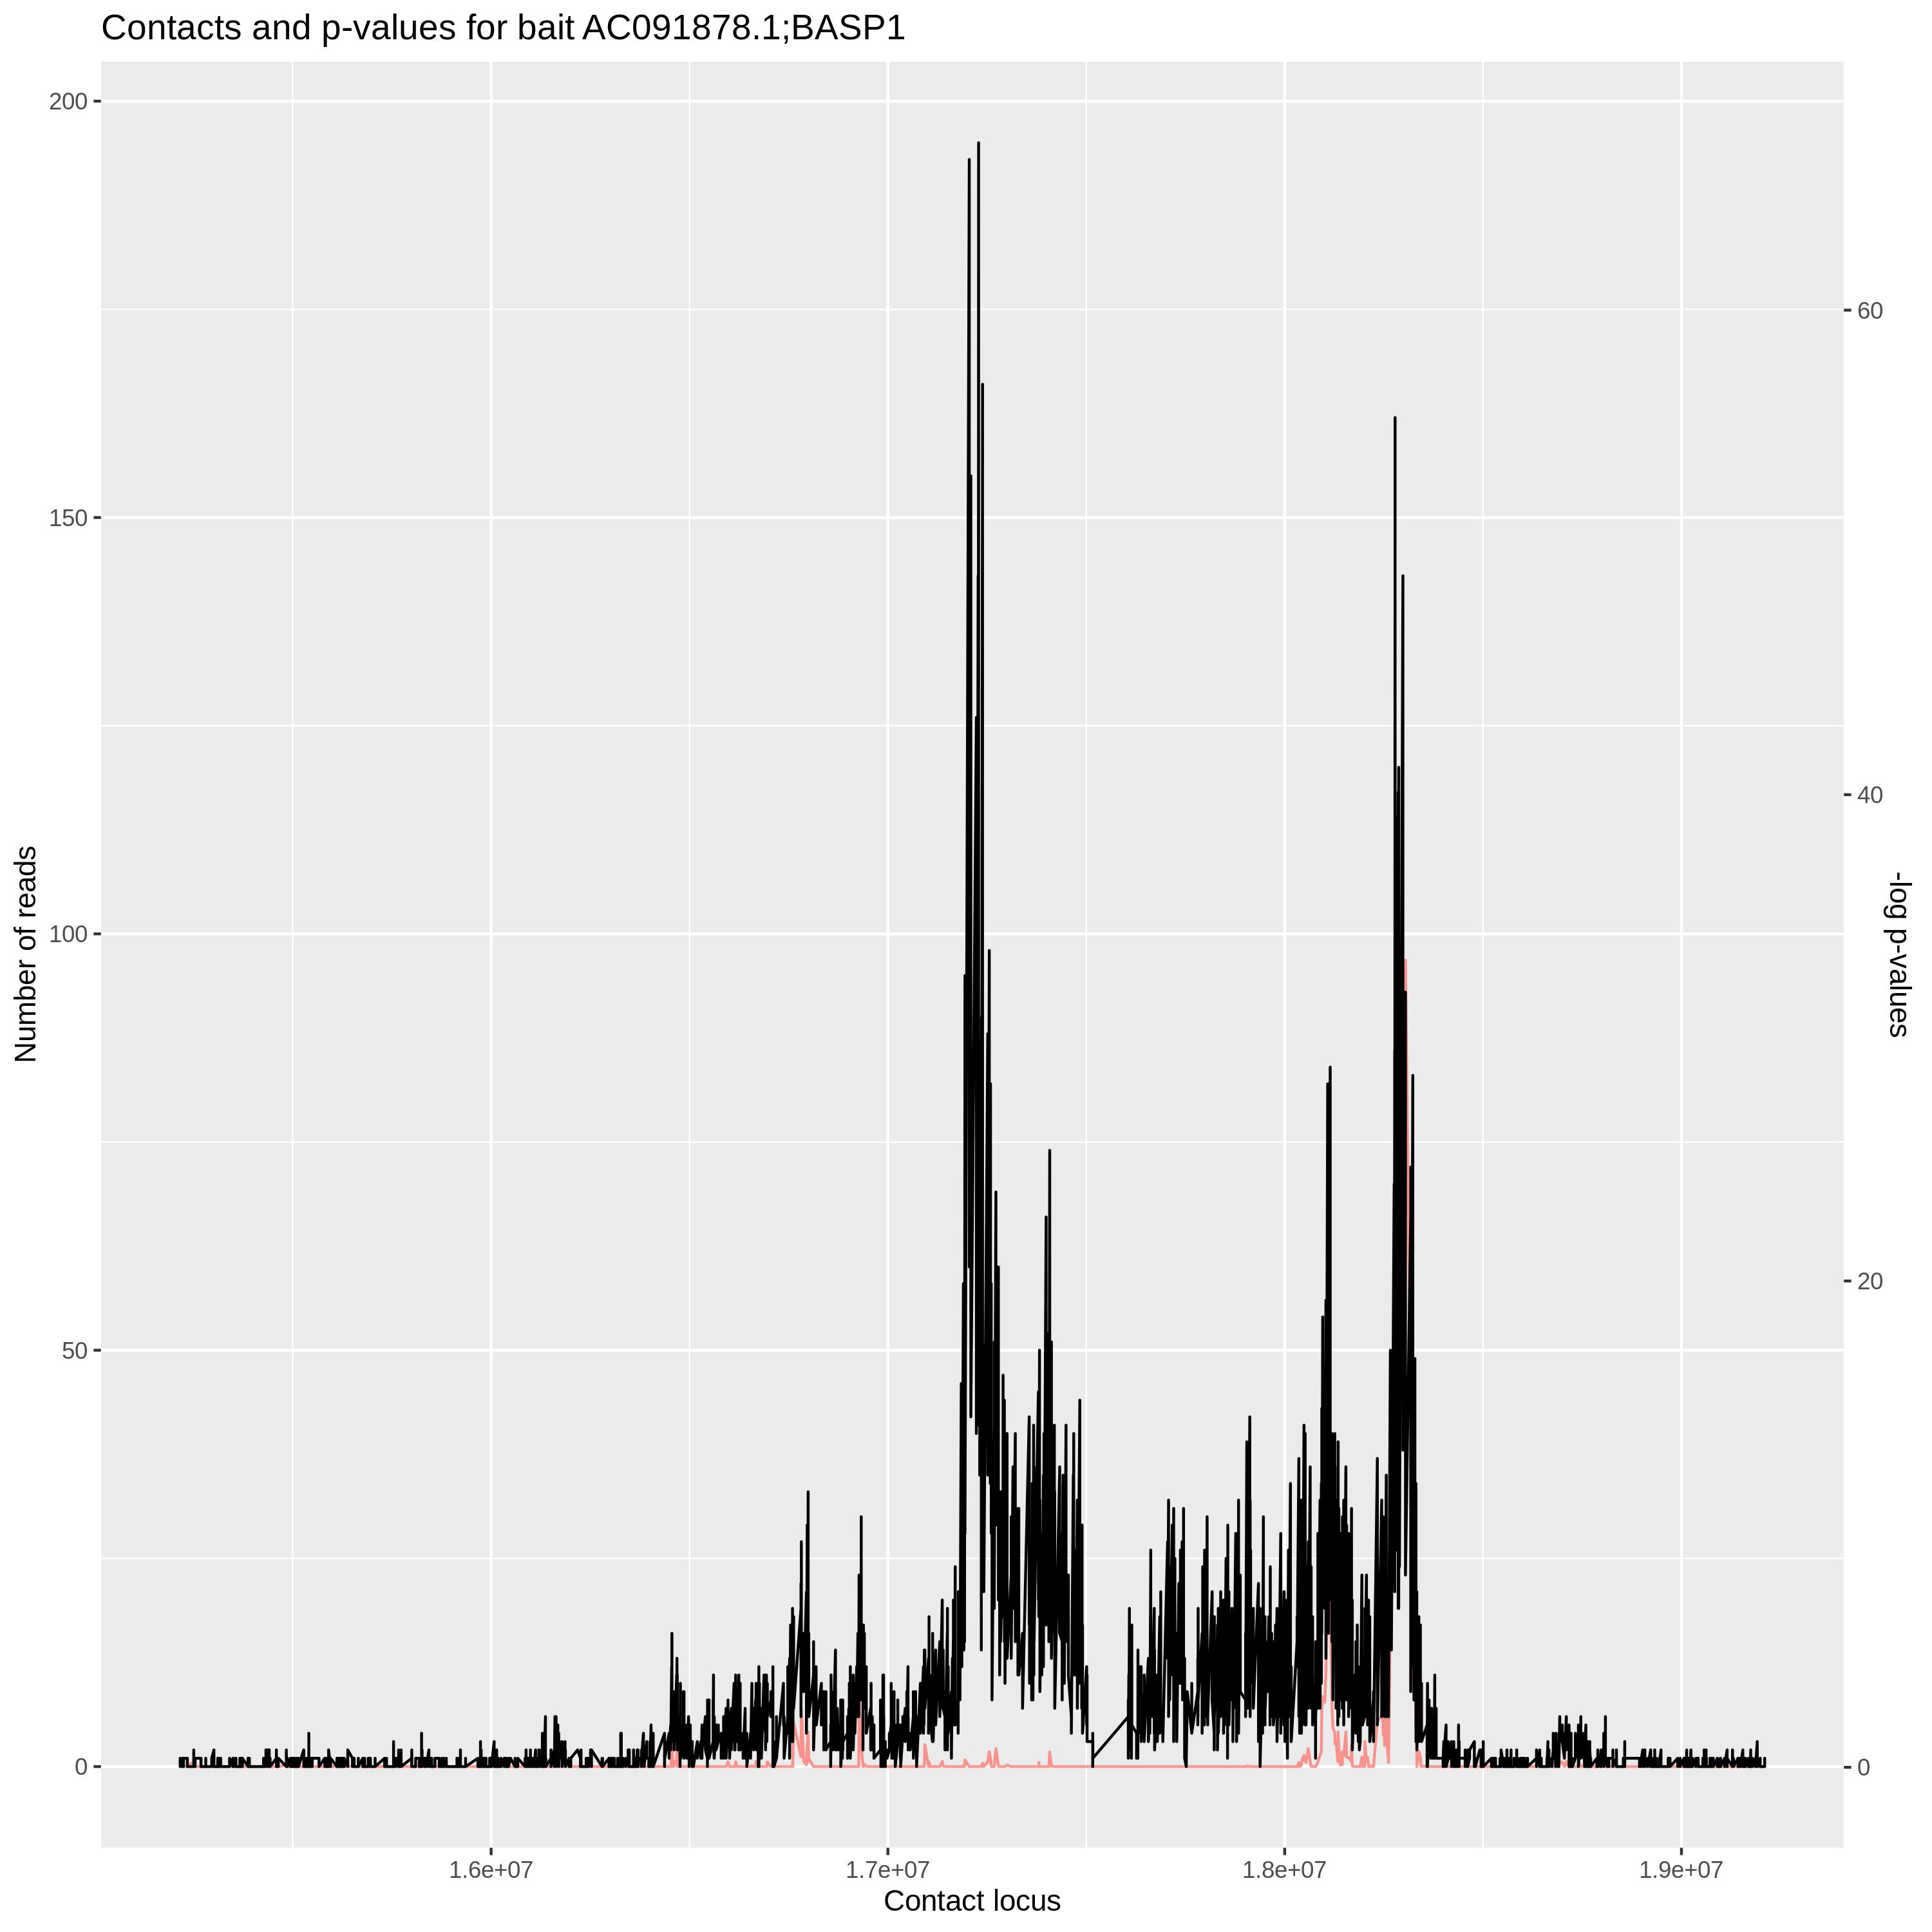 Contacts and p-values for bait AC091878.1;BASP1
200
150
100
50
0
Number of reads
60
40
20
0
-log p-values
1.6e+07 1.7e+07 1.8e+07 1.9e+07
Contact locus